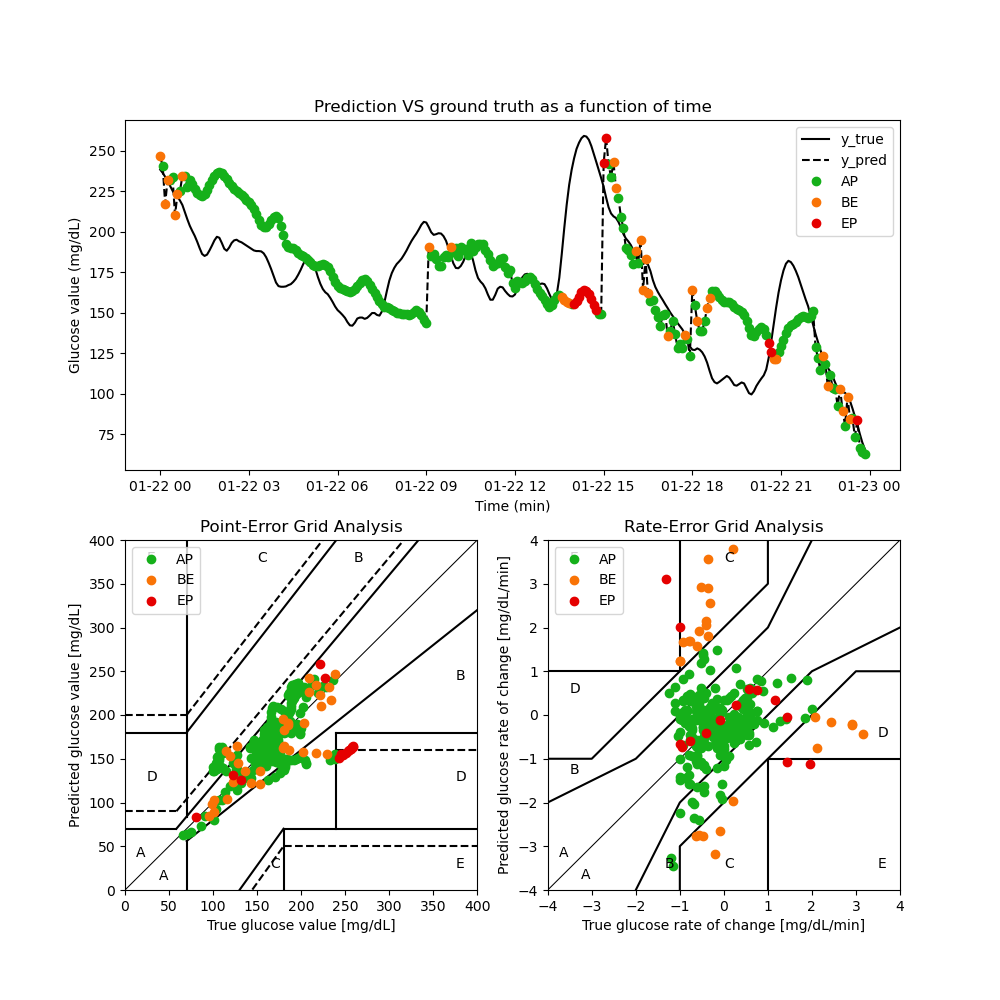 Prediction VS ground truth as a function of time
Glucose value (mg/dL)
250
225
200
175
150
125
100
75
y_true
y_pred
AP
BE
EP
01-22 00 01-22 03 01-22 06 01-22 09 01-22 12 01-22 15 01-22 18 01-22 21 01-23 00
Time (min)
Point-Error Grid Analysis
Predicted glucose value [mg/dL]
400
350
300
250
200
150
100
50
0
AP
BE
EP
C
B
B
D
D
A
A
C
E
0 50 100 150 200 250 300 350 400
True glucose value [mg/dL]
Rate-Error Grid Analysis
Predicted glucose rate of change [mg/dL/min]
4
3
2
1
0
−1
−2
−3
−4
AP
BE
EP
C
D
D
B
A
A
B
C
E
−4 −3 −2 −1 0 1 2 3 4
True glucose rate of change [mg/dL/min]